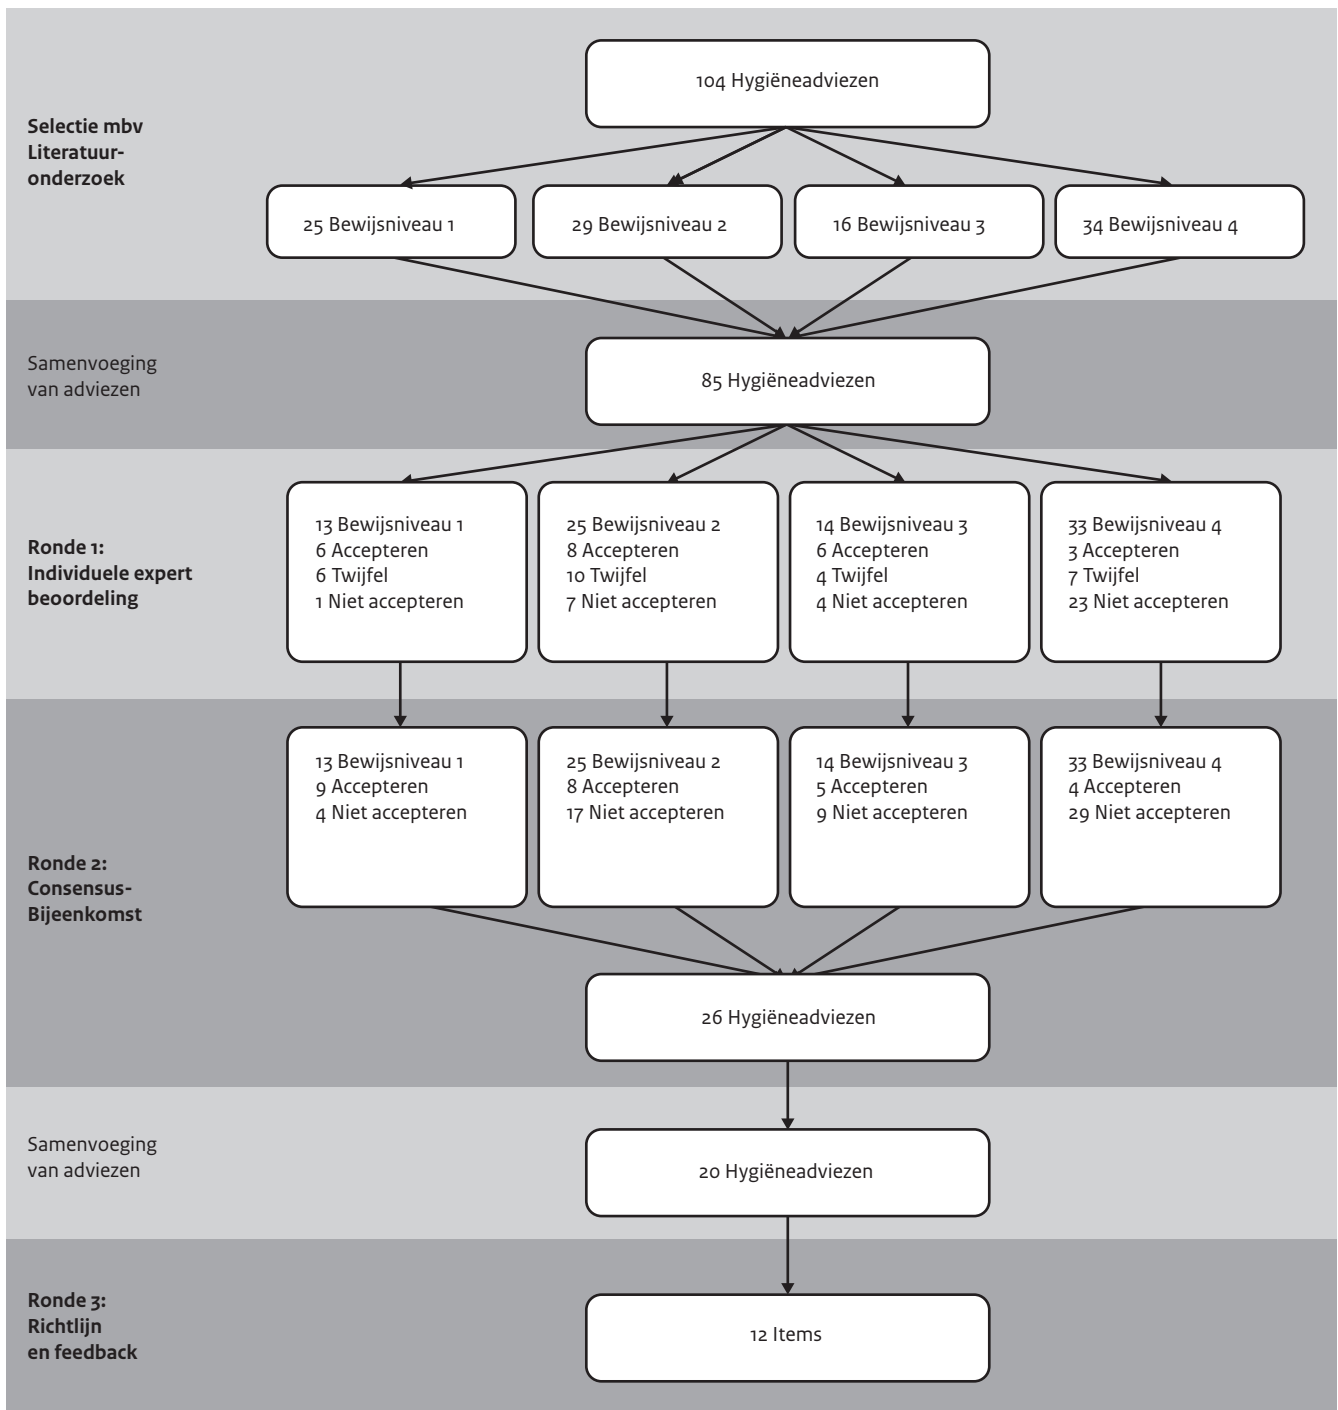 104 Hygiëneadviezen
Selectie mbv
Literatuur-
onderzoek
25 Bewijsniveau 1
29 Bewijsniveau 2
16 Bewijsniveau 3
34 Bewijsniveau 4
Samenvoeging
van adviezen
85 Hygiëneadviezen
Ronde 1:
Individuele expert
beoordeling
13 Bewijsniveau 1
6 Accepteren
6 Twijfel
1 Niet accepteren
25 Bewijsniveau 2
8 Accepteren
10 Twijfel
7 Niet accepteren
14 Bewijsniveau 3
6 Accepteren
4 Twijfel
4 Niet accepteren
33 Bewijsniveau 4
3 Accepteren
7 Twijfel
23 Niet accepteren
Ronde 2:
Consensus-
Bijeenkomst
13 Bewijsniveau 1
9 Accepteren
4 Niet accepteren
25 Bewijsniveau 2
8 Accepteren
17 Niet accepteren
14 Bewijsniveau 3
5 Accepteren
9 Niet accepteren
33 Bewijsniveau 4
4 Accepteren
29 Niet accepteren
26 Hygiëneadviezen
Samenvoeging
van adviezen
20 Hygiëneadviezen
Ronde 3:
Richtlijn
en feedback
12 Items